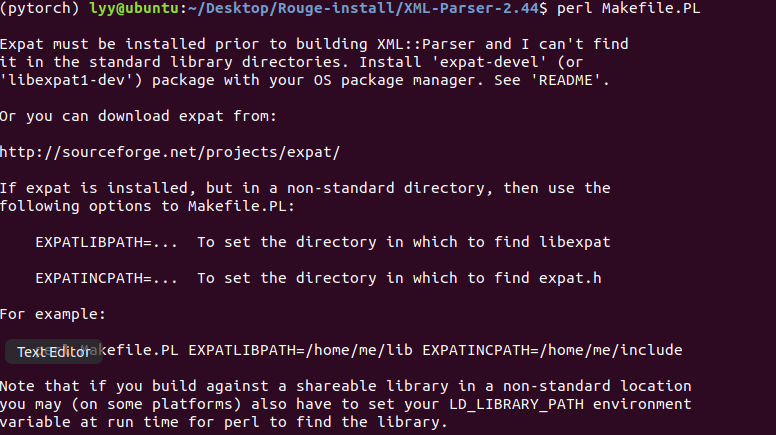 (pytorch) lyy@ubuntu:~/Desktop/Rouge-install/XML-Parser-2.44$ perl Makefile.PL
Expat must be installed prior to building XML::Parser and I can't find
it in the standard library directories. Install 'expat-devel' (or
'libexpat1-dev') package with your OS package manager. See 'README'.
Or you can download expat from:
http://sourceforge.net/projects/expat/
If expat is installed, but in a non-standard directory, then use the
following options to Makefile.PL:
EXPATLIBPATH=... To set the directory in which to find libexpat
EXPATINCPATH=... To set the directory in which to find expat.h
For example:
Text Editor
perl Makefile.PL EXPATLIBPATH=/home/me/lib EXPATINCPATH=/home/me/include
Note that if you build against a shareable library in a non-standard location
you may (on some platforms) also have to set your LD_LIBRARY_PATH environment
variable at run time for perl to find the library.